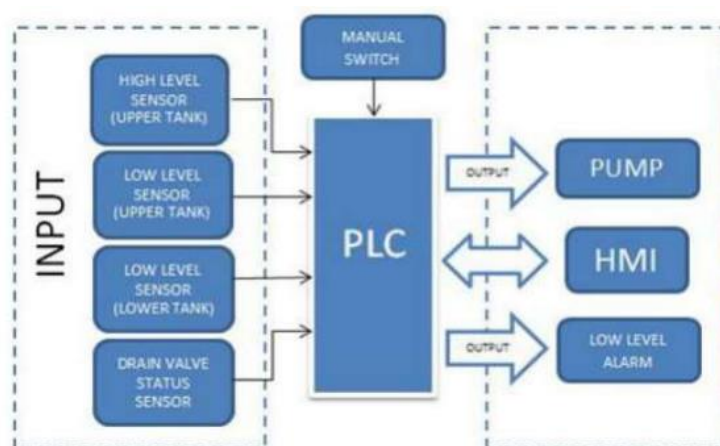 MANUAL
SWITCH
INPUT
HIGH LEVEL
SENSOR
(UPPER TANK)
LOW LEVEL
SENSOR
(UPPER TANK)
LOW LEVEL
SENSOR
(LOWER TANK)
DRAIN VALVE
STATUS
SENSOR
PLC
OUTPUT
PUMP
HMI
OUTPUT
LOW LEVEL
ALARM